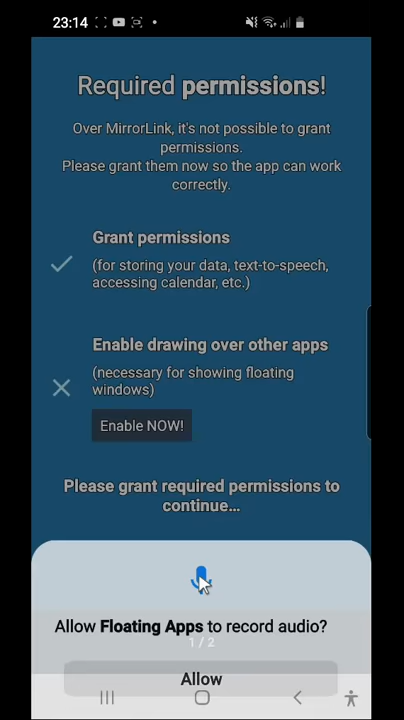 23:14
Required permissions!
Over MirrorLink, it's not possible to grant
permissions.
Please grant them now so the app can work
correctly.
Grant permissions
(for storing your data, text-to-speech,
accessing calendar, etc.)
Enable drawing over other apps
(necessary for showing floating
windows)
Enable NOW!
Please grant required permissions to
continue...
Allow Floating Apps to record audio?
1 / 2
Allow